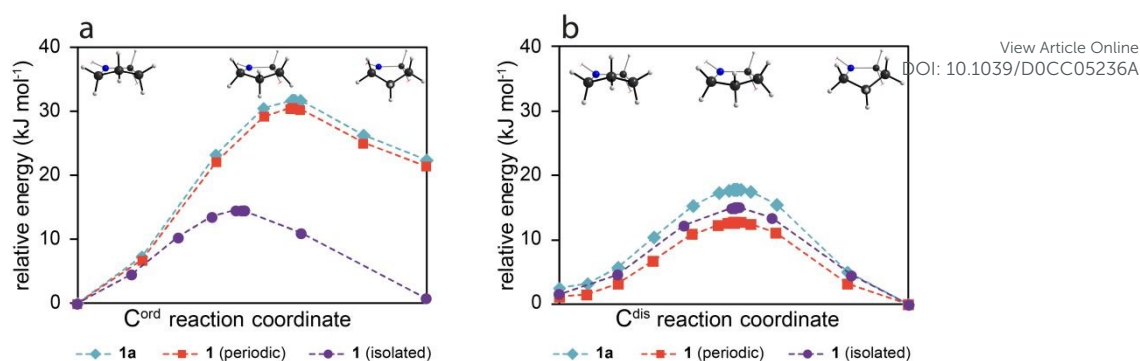 a
b
View Article Online
DOI: 10.1039/D0CC05236A
relative energy (kJ mol⁻¹)
40
30
20
10
0
C^ord reaction coordinate
1a 1 (periodic) 1 (isolated)
relative energy (kJ mol⁻¹)
40
30
20
10
0
C^dis reaction coordinate
1a 1 (periodic) 1 (isolated)